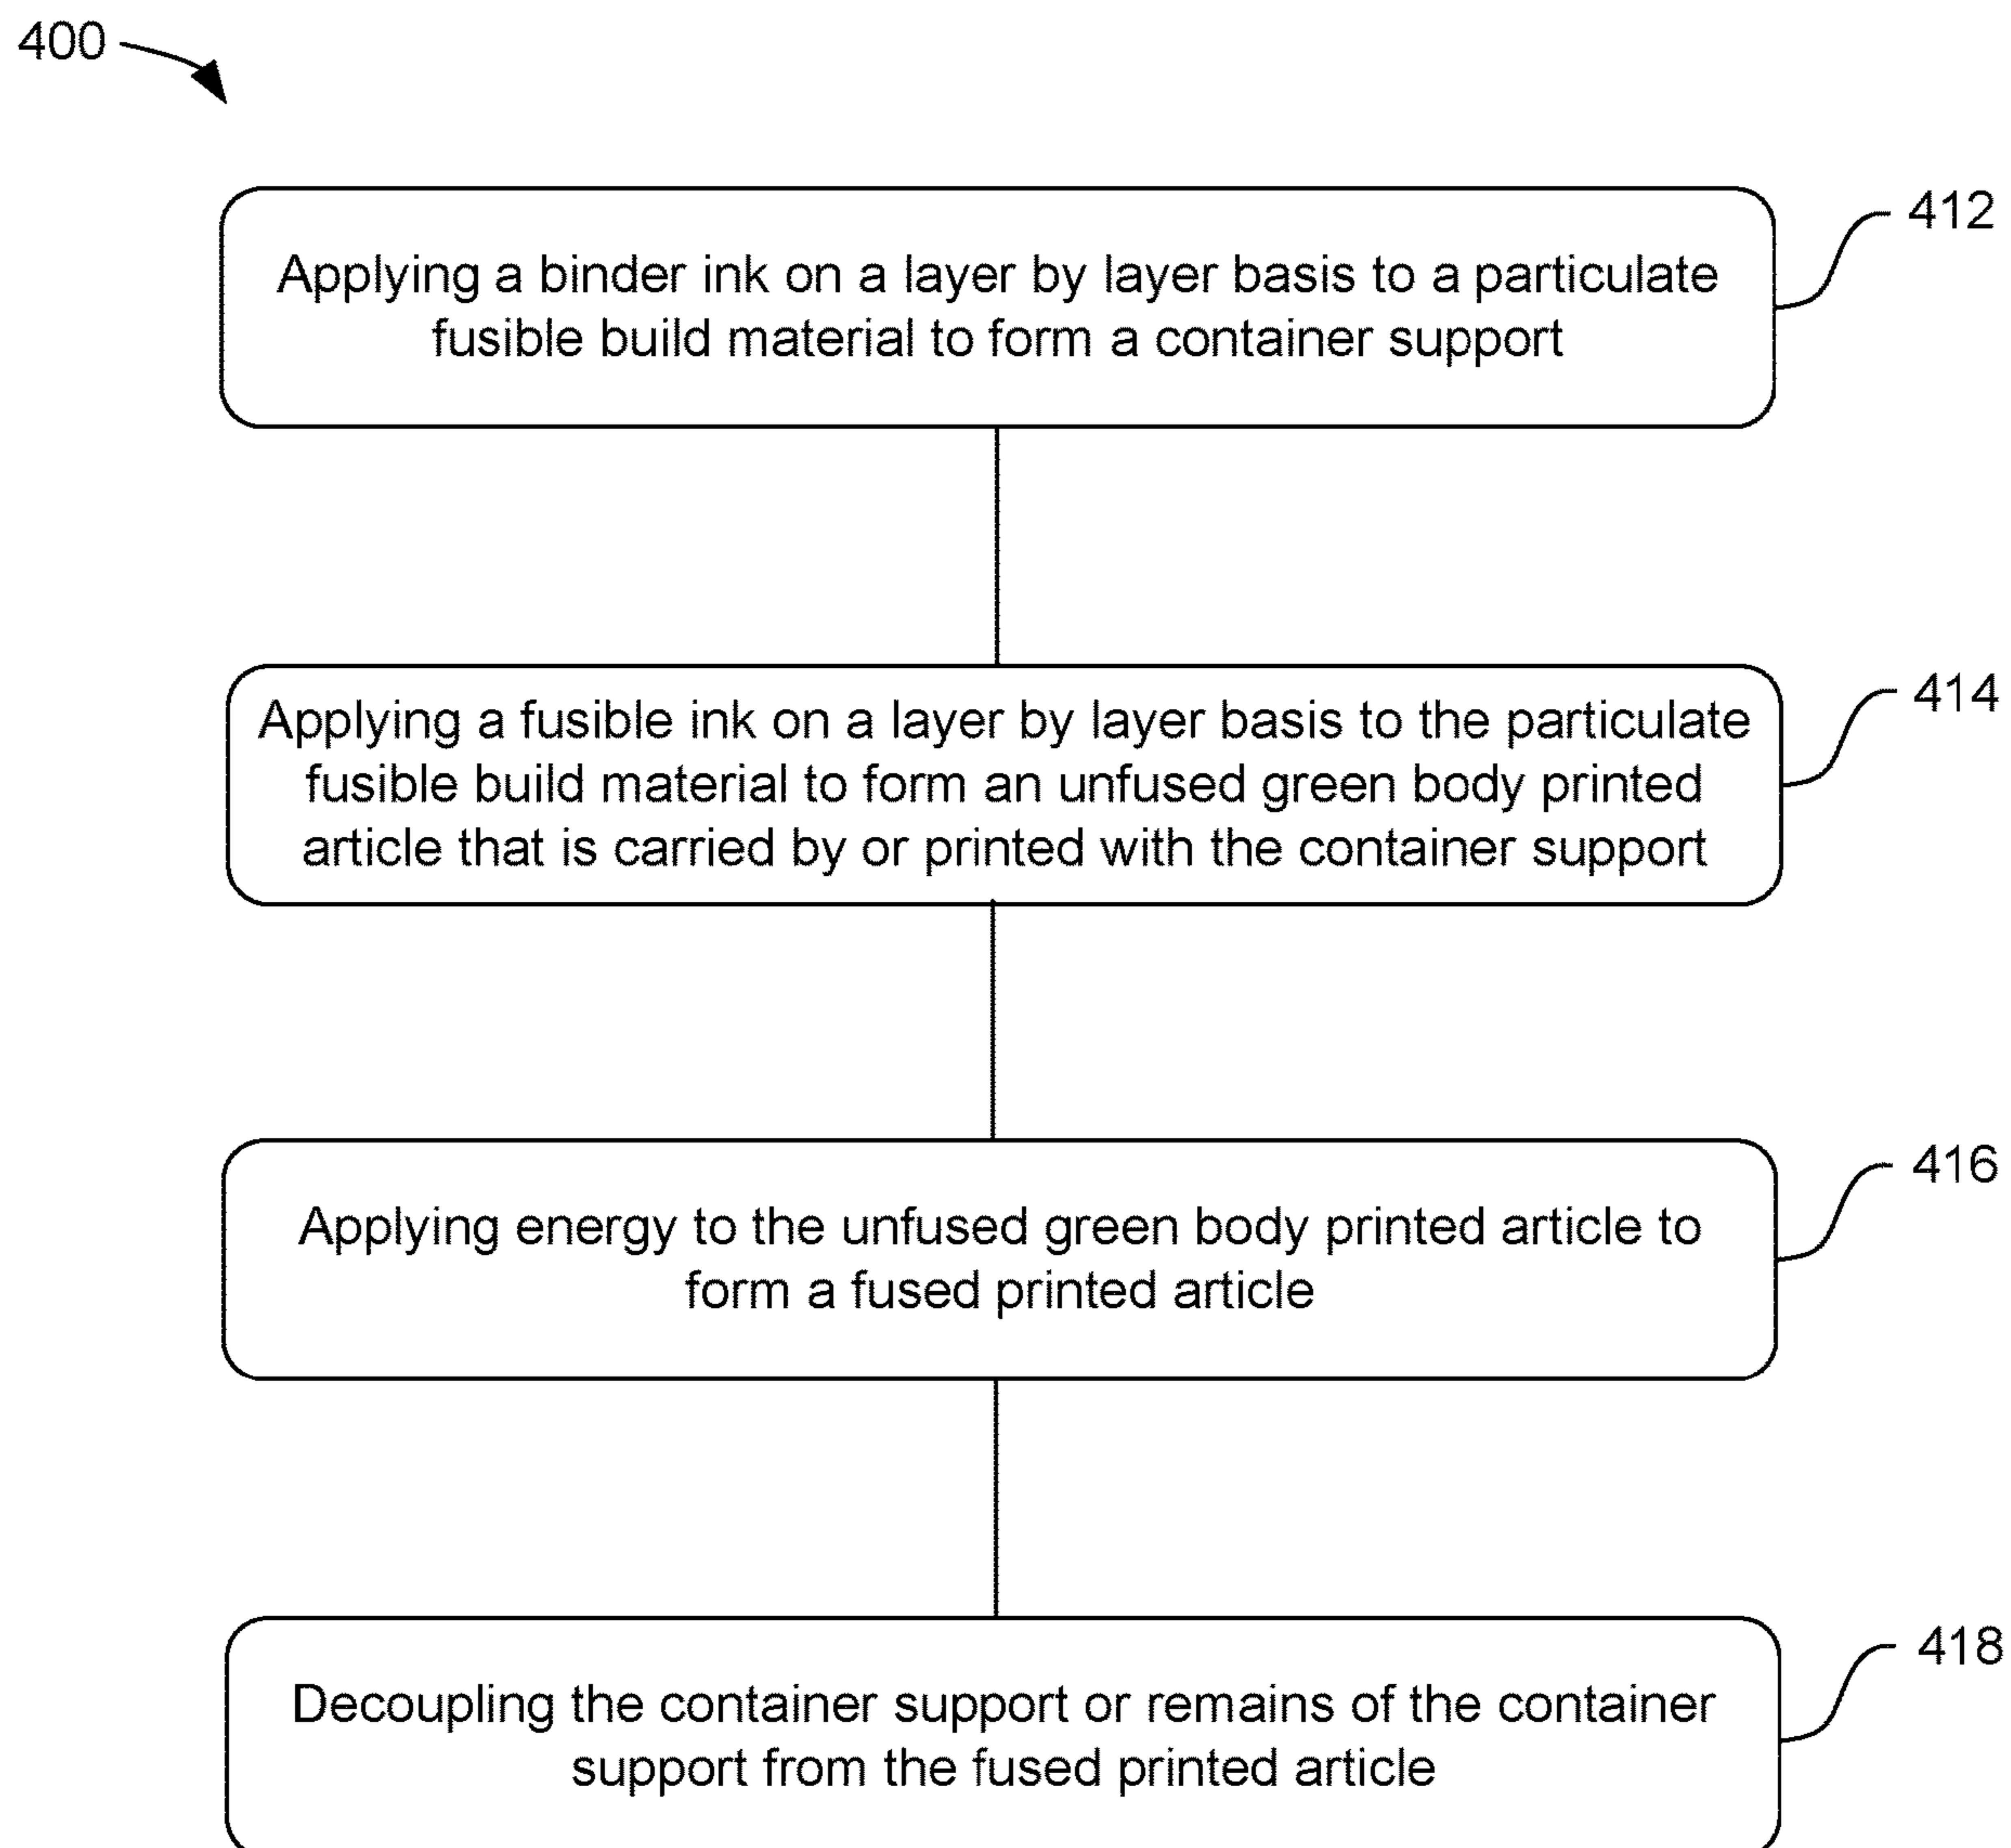 400
412
Applying a binder ink on a layer by layer basis to a particulate
fusible build material to form a container support
414
Applying a fusible ink on a layer by layer basis to the particulate
fusible build material to form an unfused green body printed
article that is carried by or printed with the container support
416
Applying energy to the unfused green body printed article to
form a fused printed article
418
Decoupling the container support or remains of the container
support from the fused printed article